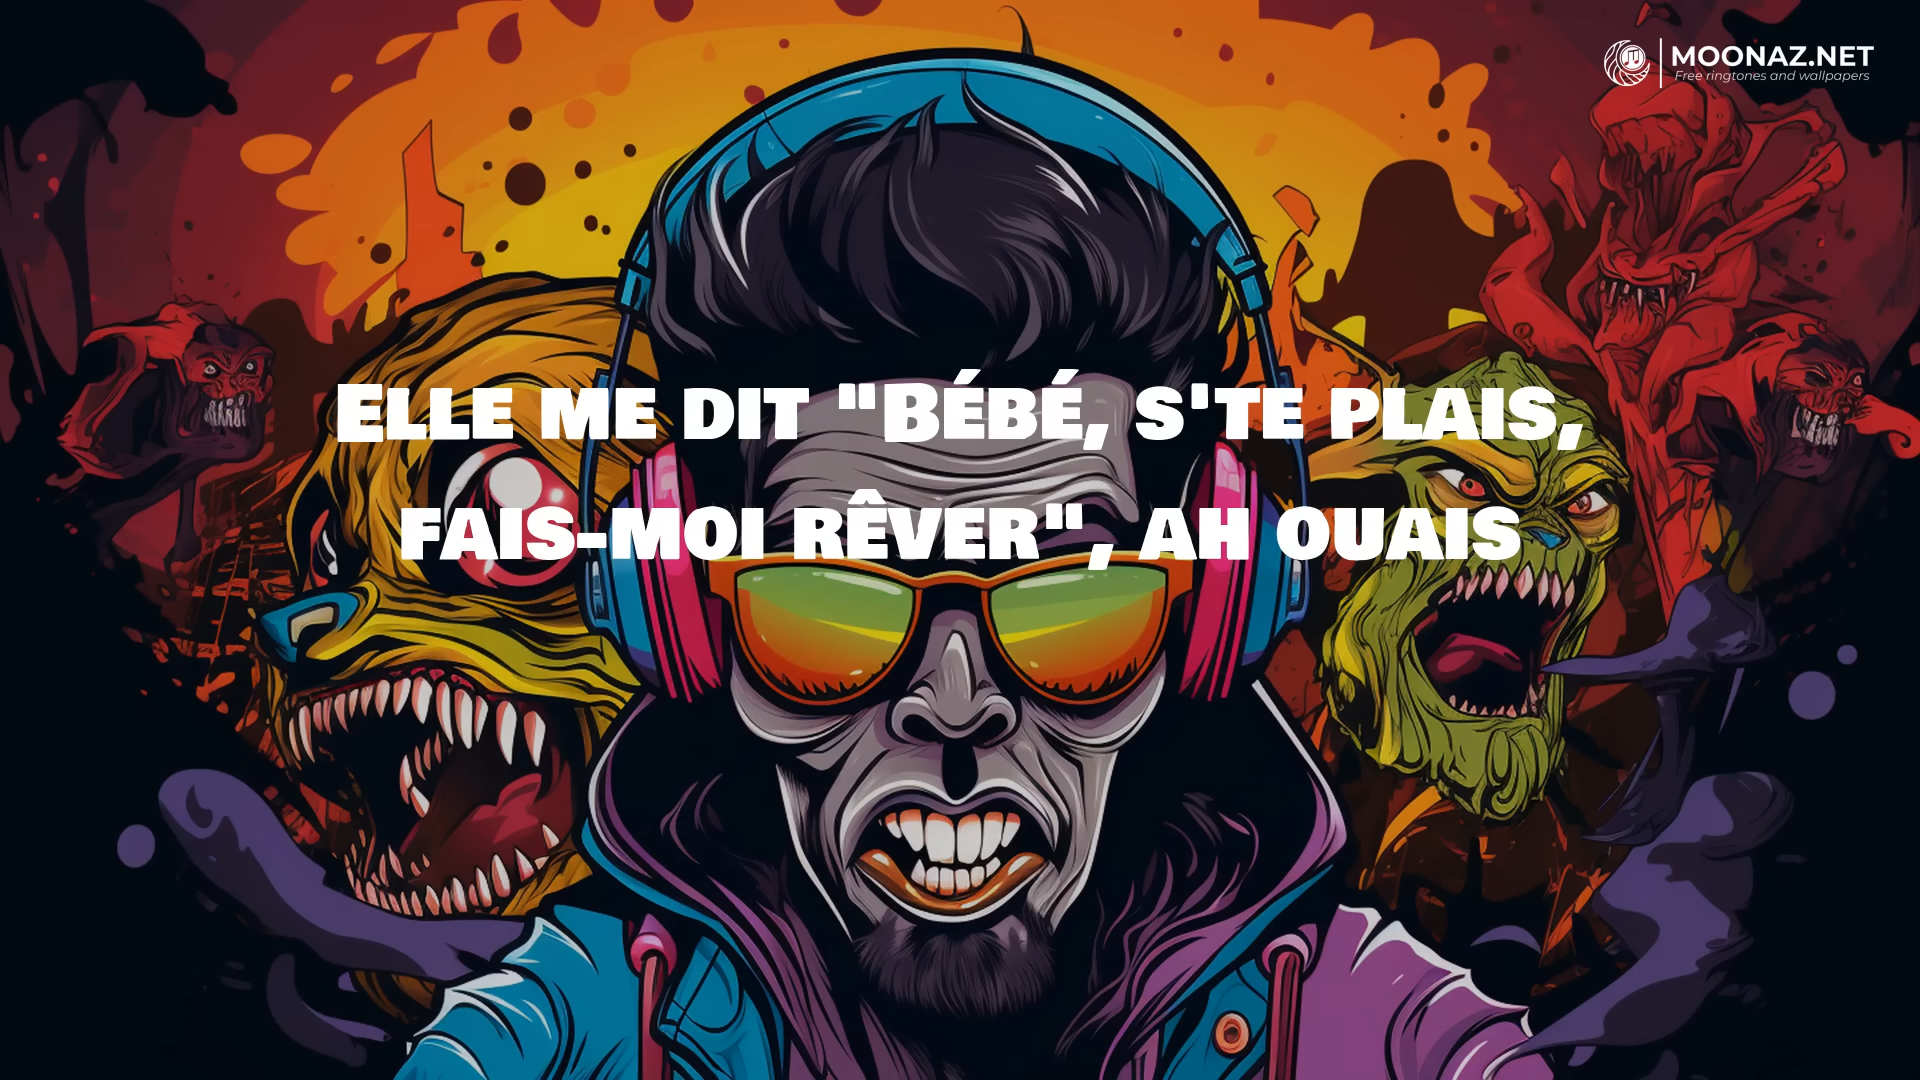 MOONAZ.NET
Free ringtones and wallpapers
Elle me dit "Bébé, s'te plais,
fais-moi rêver", ah ouais